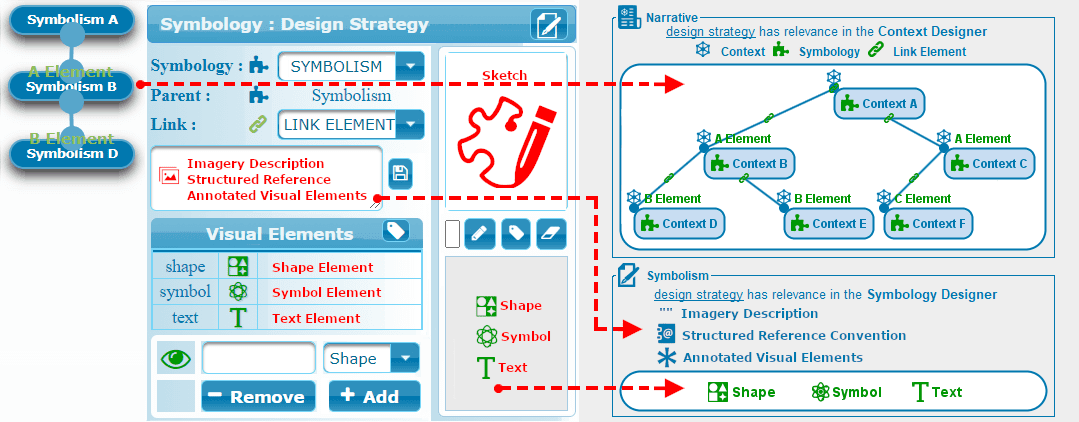 Symbolism A
A Element
Symbolism B
B Element
Symbolism D
Symbology : Design Strategy
Symbology : SYMBOLISM
Parent : Symbolism
Link : LINK ELEMENT
Imagery Description
Structured Reference
Annotated Visual Elements
Visual Elements
shape Shape Element
symbol Symbol Element
text T Text Element
Shape
Remove
Add
Sketch
Shape
Symbol
T Text
Narrative
design strategy has relevance in the Context Designer
Context Symbology Link Element
Context A
A Element
Context B
A Element
Context C
B Element
Context D
B Element
Context E
C Element
Context F
Symbolism
design strategy has relevance in the Symbology Designer
"" Imagery Description
@ Structured Reference Convention
Annotated Visual Elements
Shape Symbol T Text